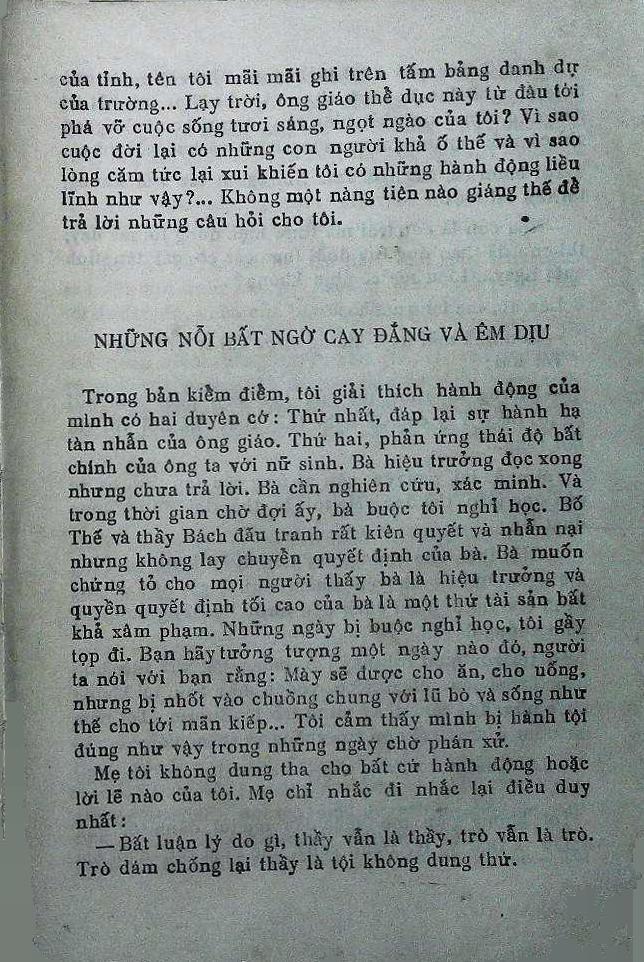 của tỉnh, tên tôi mãi mãi ghi trên tấm bảng danh dự
của trường... Lạy trời, ông giáo thể dục này từ đâu tới
phá vỡ cuộc sống tươi sáng, ngọt ngào của tôi? Vì sao
cuộc đời lại có những con người khả ố thế và vì sao
lòng căm tức lại xui khiến tôi có những hành động liều
lĩnh như vậy?... Không một nàng tiên nào giáng thế để
trả lời những câu hỏi cho tôi.
NHỮNG NỖI BẤT NGỜ CAY ĐẮNG VÀ ÊM DỊU
Trong bản kiểm điểm, tôi giải thích hành động của
mình có hai duyên cớ: Thứ nhất, đáp lại sự hành hạ
tàn nhẫn của ông giáo. Thứ hai, phản ứng thái độ bất
chính của ông ta với nữ sinh. Bà hiệu trưởng đọc xong
nhưng chưa trả lời. Bà cần nghiên cứu, xác minh. Và
trong thời gian chờ đợi ấy, bà buộc tôi nghỉ học. Bố
Thế và thầy Bách đấu tranh rất kiên quyết và nhẫn nại
nhưng không lay chuyển quyết định của bà. Bà muốn
chứng tỏ cho mọi người thấy bà là hiệu trưởng và
quyền quyết định tối cao của bà là một thứ tài sản bất
khả xâm phạm. Những ngày bị buộc nghỉ học, tôi gầy
tọp đi. Bạn hãy tưởng tượng một ngày nào đó, người
ta nói với bạn rằng: Mày sẽ được cho ăn, cho uống,
nhưng bị nhốt vào chuồng chung với lũ bò và sống như
thế cho tới mãn kiếp... Tôi cảm thấy mình bị hành tội
đúng như vậy trong những ngày chờ phán xử.
Mẹ tôi không dung tha cho bất cứ hành động hoặc
lời lẽ nào của tôi. Mẹ chỉ nhắc đi nhắc lại điều duy
nhất:
— Bất luận lý do gì, thầy vẫn là thầy, trò vẫn là trò.
Trò dám chống lại thầy là tội không dung thứ.